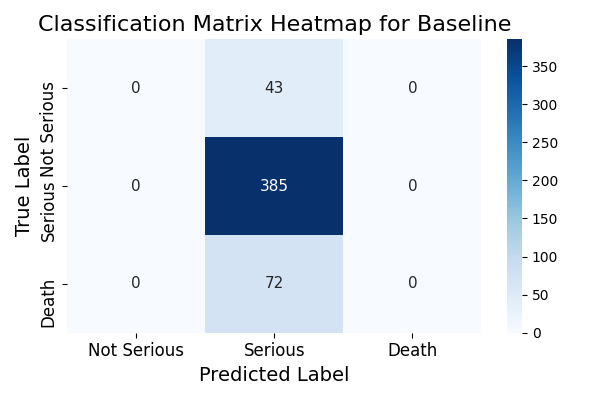 Classification Matrix Heatmap for Baseline
True Label
Not Serious
Serious
Death
0 43 0
0 385 0
0 72 0
Not Serious Serious Death
Predicted Label
350
300
250
200
150
100
50
0